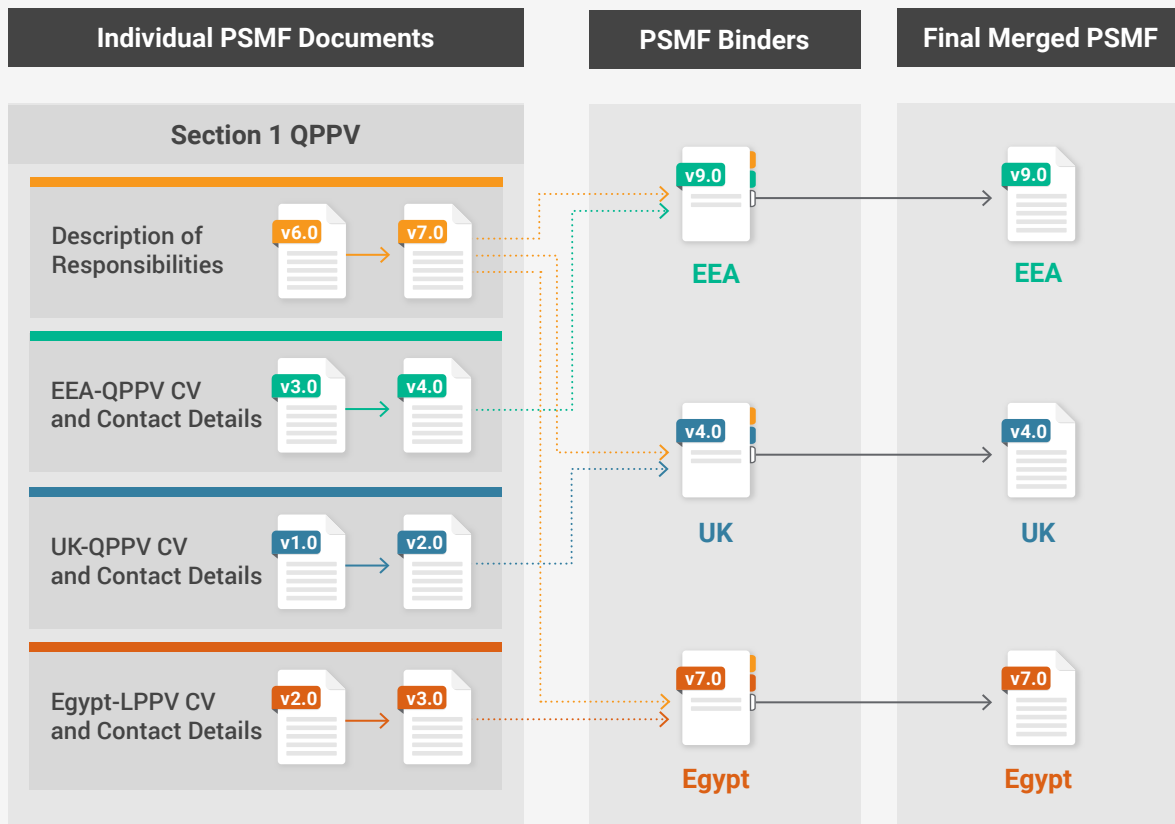 Individual PSMF Documents
PSMF Binders
Final Merged PSMF
Section 1 QPPV
Description of
Responsibilities
v6.0
v7.0
EEA-QPPV CV
and Contact Details
v3.0
v4.0
UK-QPPV CV
and Contact Details
v1.0
v2.0
Egypt-LPPV CV
and Contact Details
v2.0
v3.0
v9.0
EEA
v4.0
UK
v7.0
Egypt
v9.0
EEA
v4.0
UK
v7.0
Egypt